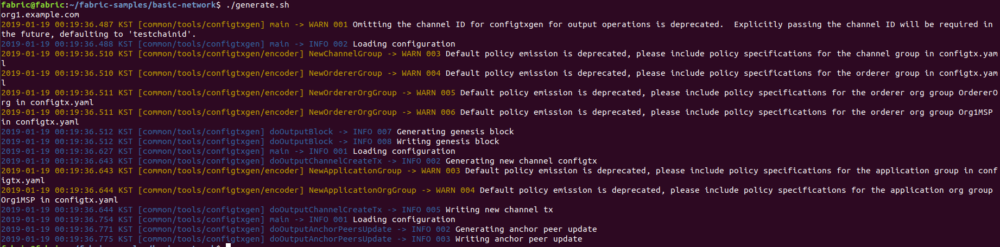 fabric@fabric:~/fabric-samples/basic-network$ ./generate.sh
org1.example.com
2019-01-19 00:19:36.487 KST [common/tools/configtxgen] main -> WARN 001 Omitting the channel ID for configtxgen for output operations is deprecated.  Explicitly passing the channel ID will be required in
the future, defaulting to 'testchainid'.
2019-01-19 00:19:36.488 KST [common/tools/configtxgen] main -> INFO 002 Loading configuration
2019-01-19 00:19:36.510 KST [common/tools/configtxgen/encoder] NewChannelGroup -> WARN 003 Default policy emission is deprecated, please include policy specifications for the channel group in configtx.yam
l
2019-01-19 00:19:36.510 KST [common/tools/configtxgen/encoder] NewOrdererGroup -> WARN 004 Default policy emission is deprecated, please include policy specifications for the orderer group in configtx.yam
l
2019-01-19 00:19:36.511 KST [common/tools/configtxgen/encoder] NewOrdererOrgGroup -> WARN 005 Default policy emission is deprecated, please include policy specifications for the orderer org group OrdererO
rg in configtx.yaml
2019-01-19 00:19:36.511 KST [common/tools/configtxgen/encoder] NewOrdererOrgGroup -> WARN 006 Default policy emission is deprecated, please include policy specifications for the orderer org group Org1MSP
in configtx.yaml
2019-01-19 00:19:36.512 KST [common/tools/configtxgen] doOutputBlock -> INFO 007 Generating genesis block
2019-01-19 00:19:36.512 KST [common/tools/configtxgen] doOutputBlock -> INFO 008 Writing genesis block
2019-01-19 00:19:36.627 KST [common/tools/configtxgen] main -> INFO 001 Loading configuration
2019-01-19 00:19:36.643 KST [common/tools/configtxgen] doOutputChannelCreateTx -> INFO 002 Generating new channel configtx
2019-01-19 00:19:36.643 KST [common/tools/configtxgen/encoder] NewApplicationGroup -> WARN 003 Default policy emission is deprecated, please include policy specifications for the application group in conf
igtx.yaml
2019-01-19 00:19:36.644 KST [common/tools/configtxgen/encoder] NewApplicationOrgGroup -> WARN 004 Default policy emission is deprecated, please include policy specifications for the application org group
Org1MSP in configtx.yaml
2019-01-19 00:19:36.644 KST [common/tools/configtxgen] doOutputChannelCreateTx -> INFO 005 Writing new channel tx
2019-01-19 00:19:36.754 KST [common/tools/configtxgen] main -> INFO 001 Loading configuration
2019-01-19 00:19:36.771 KST [common/tools/configtxgen] doOutputAnchorPeersUpdate -> INFO 002 Generating anchor peer update
2019-01-19 00:19:36.775 KST [common/tools/configtxgen] doOutputAnchorPeersUpdate -> INFO 003 Writing anchor peer update